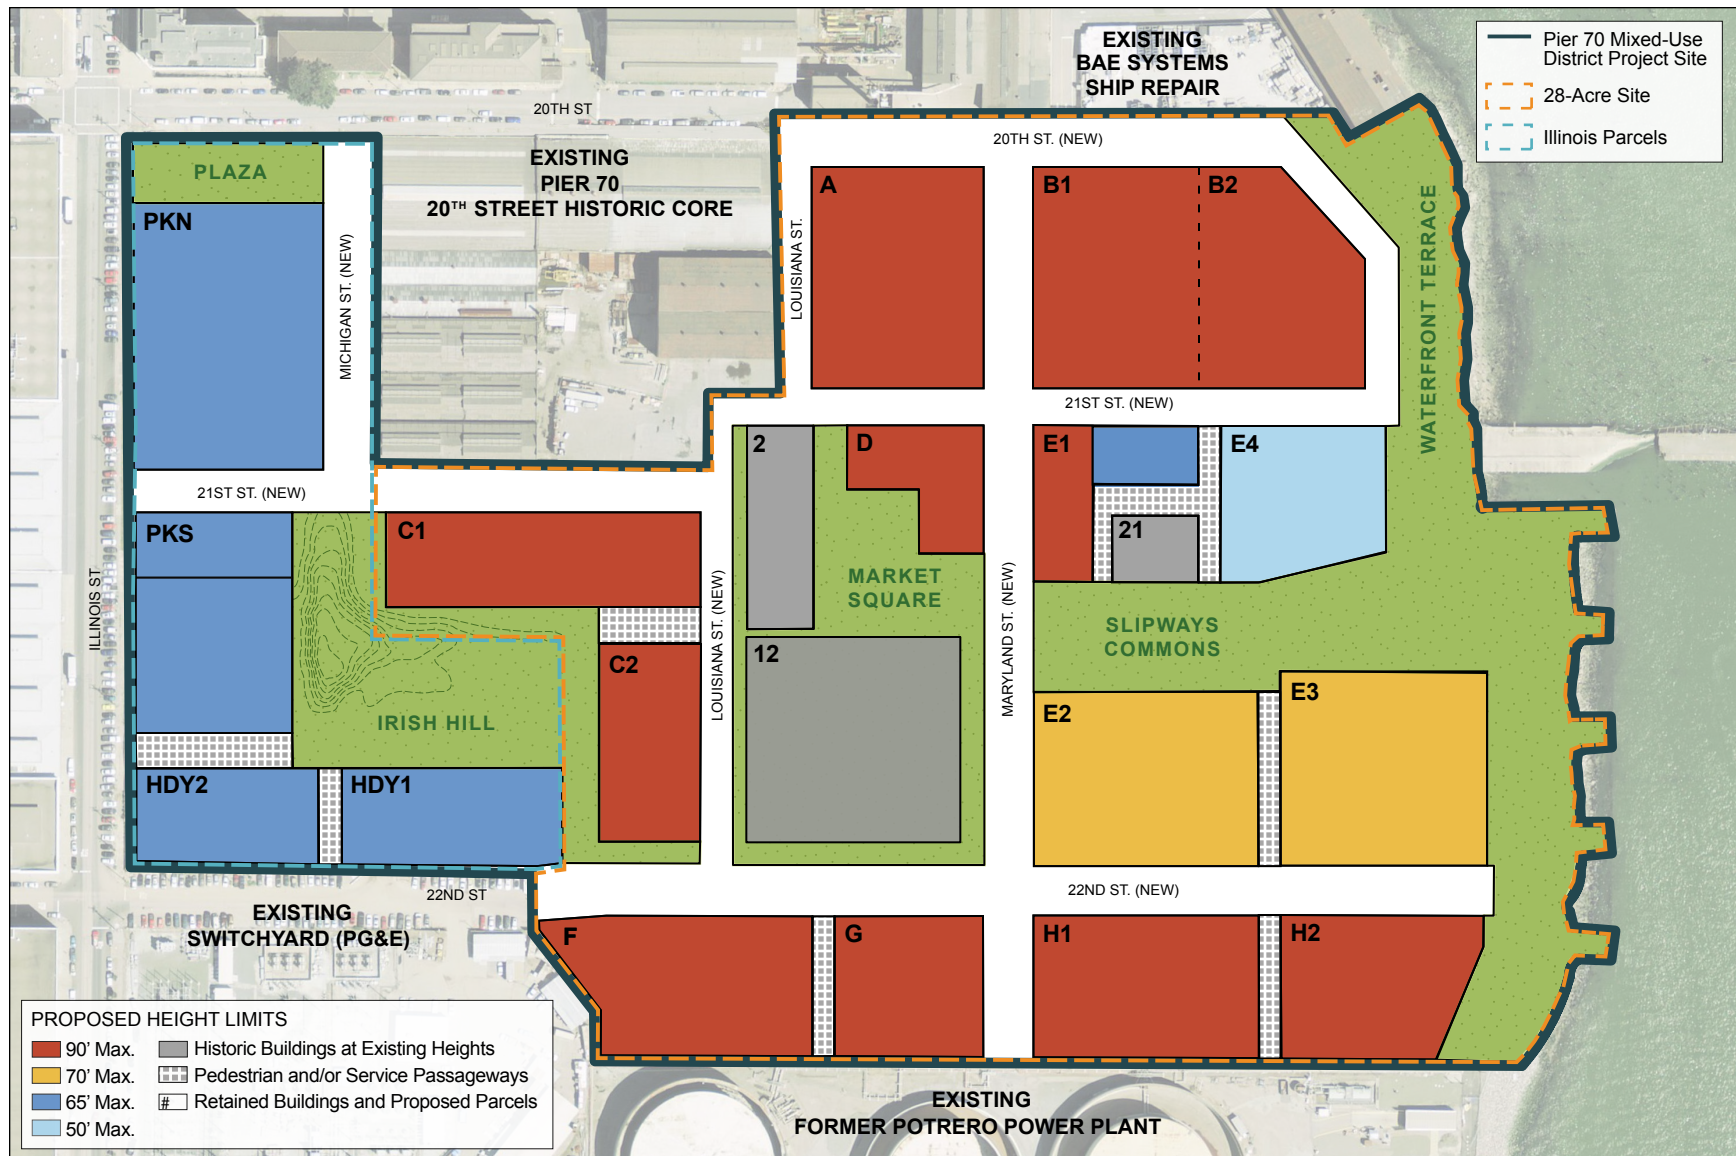 EXISTING
BAE SYSTEMS
SHIP REPAIR
Pier 70 Mixed-Use
District Project Site
28-Acre Site
Illinois Parcels
20TH ST
20TH ST. (NEW)
EXISTING
PIER 70
20TH STREET HISTORIC CORE
PLAZA
PKN
MICHIGAN ST. (NEW)
LOUISIANA ST.
A
B1
B2
WATERFRONT TERRACE
21ST ST. (NEW)
2
D
E1
E4
21ST ST. (NEW)
PKS
C1
21
ILLINOIS ST.
MARKET
SQUARE
LOUISIANA ST. (NEW)
MARYLAND ST. (NEW)
SLIPWAYS
COMMONS
12
C2
IRISH HILL
E2
E3
HDY2
HDY1
22ND ST
22ND ST. (NEW)
EXISTING
SWITCHYARD (PG&E)
F
G
H1
H2
PROPOSED HEIGHT LIMITS
90' Max.
70' Max.
65' Max.
50' Max.
Historic Buildings at Existing Heights
Pedestrian and/or Service Passageways
# Retained Buildings and Proposed Parcels
EXISTING
FORMER POTRERO POWER PLANT